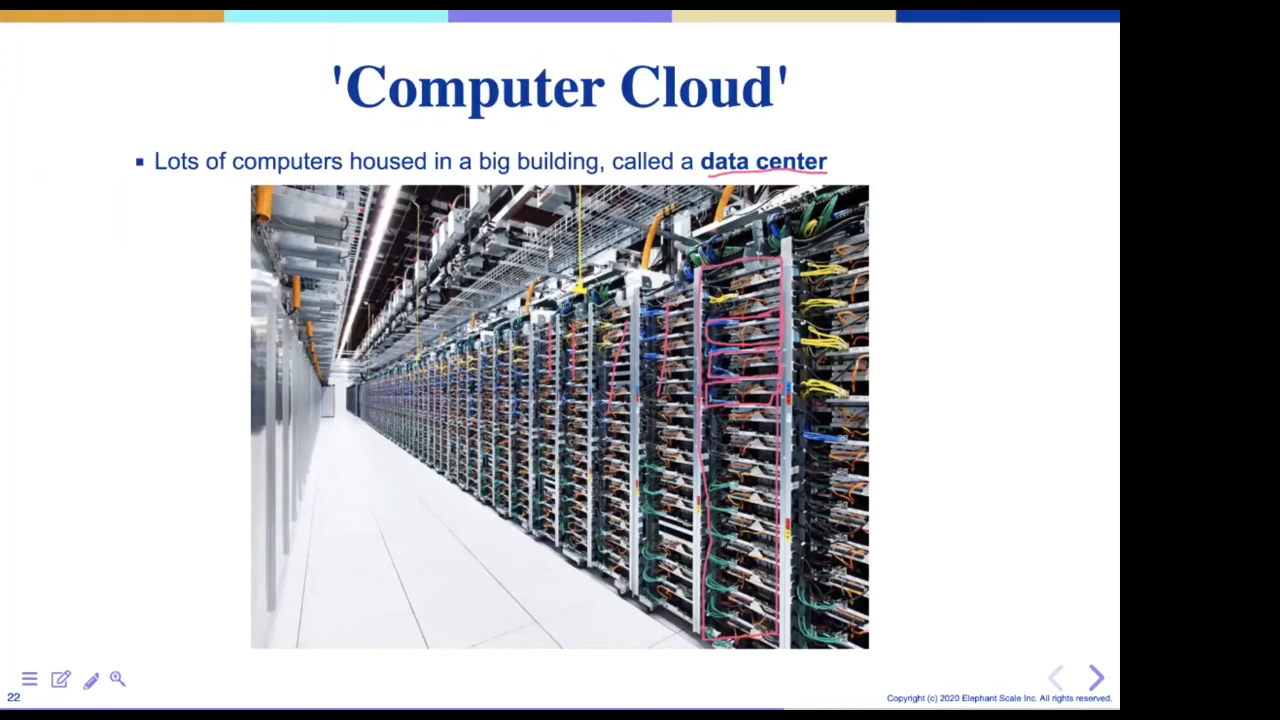 'Computer Cloud'
Lots of computers housed in a big building, called a data center
22
Copyright (c) 2020 Elephant Scale Inc. All rights reserved.